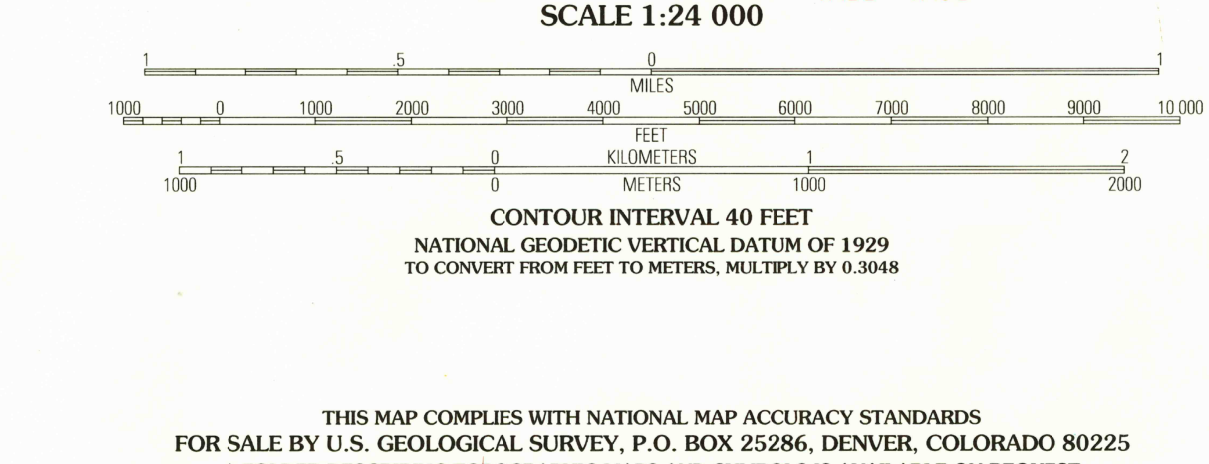 SCALE 1:24 000
1 .5 0 1
MILES
1000 0 1000 2000 3000 4000 5000 6000 7000 8000 9000 10 000
FEET
1 .5 0 KILOMETERS 1 2
1000 0 METERS 1000 2000
CONTOUR INTERVAL 40 FEET
NATIONAL GEODETIC VERTICAL DATUM OF 1929
TO CONVERT FROM FEET TO METERS, MULTIPLY BY 0.3048
THIS MAP COMPLIES WITH NATIONAL MAP ACCURACY STANDARDS
FOR SALE BY U.S. GEOLOGICAL SURVEY, P.O. BOX 25286, DENVER, COLORADO 80225